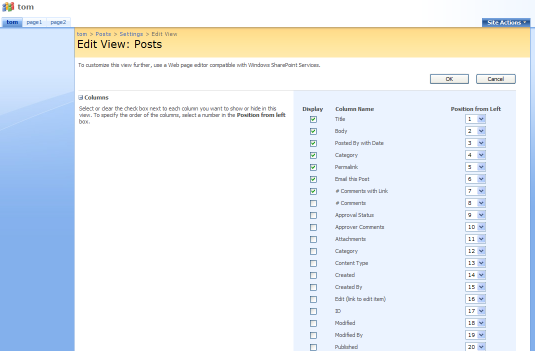 tom
tom page1 page2 Site Actions
tom > Posts > Settings > Edit View
Edit View: Posts
To customize this view further, use a Web page editor compatible with Windows SharePoint Services.
OK Cancel
Columns
Select or clear the check box next to each column you want to show or hide in this
view. To specify the order of the columns, select a number in the Position from left
box.
Display Column Name Position from Left
Title 1
Body 2
Posted By with Date 3
Category 4
Permalink 5
Email this Post 6
# Comments with Link 7
# Comments 8
Approval Status 9
Approver Comments 10
Attachments 11
Category 12
Content Type 13
Created 14
Created By 15
Edit (link to edit item) 16
ID 17
Modified 18
Modified By 19
Published 20